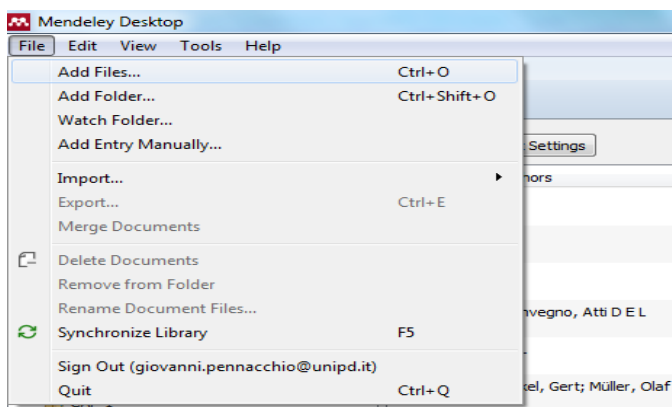 Mendeley Desktop
File Edit View Tools Help
Add Files... Ctrl+O
Add Folder... Ctrl+Shift+O
Watch Folder...
Add Entry Manually...
Settings
Import...
hors
Export... Ctrl+E
Merge Documents
Delete Documents
Remove from Folder
Rename Document Files...
nvegno, Atti D E L
Synchronize Library F5
Sign Out (giovanni.pennacchio@unipd.it)
kel, Gert; Müller, Olaf
Quit Ctrl+Q